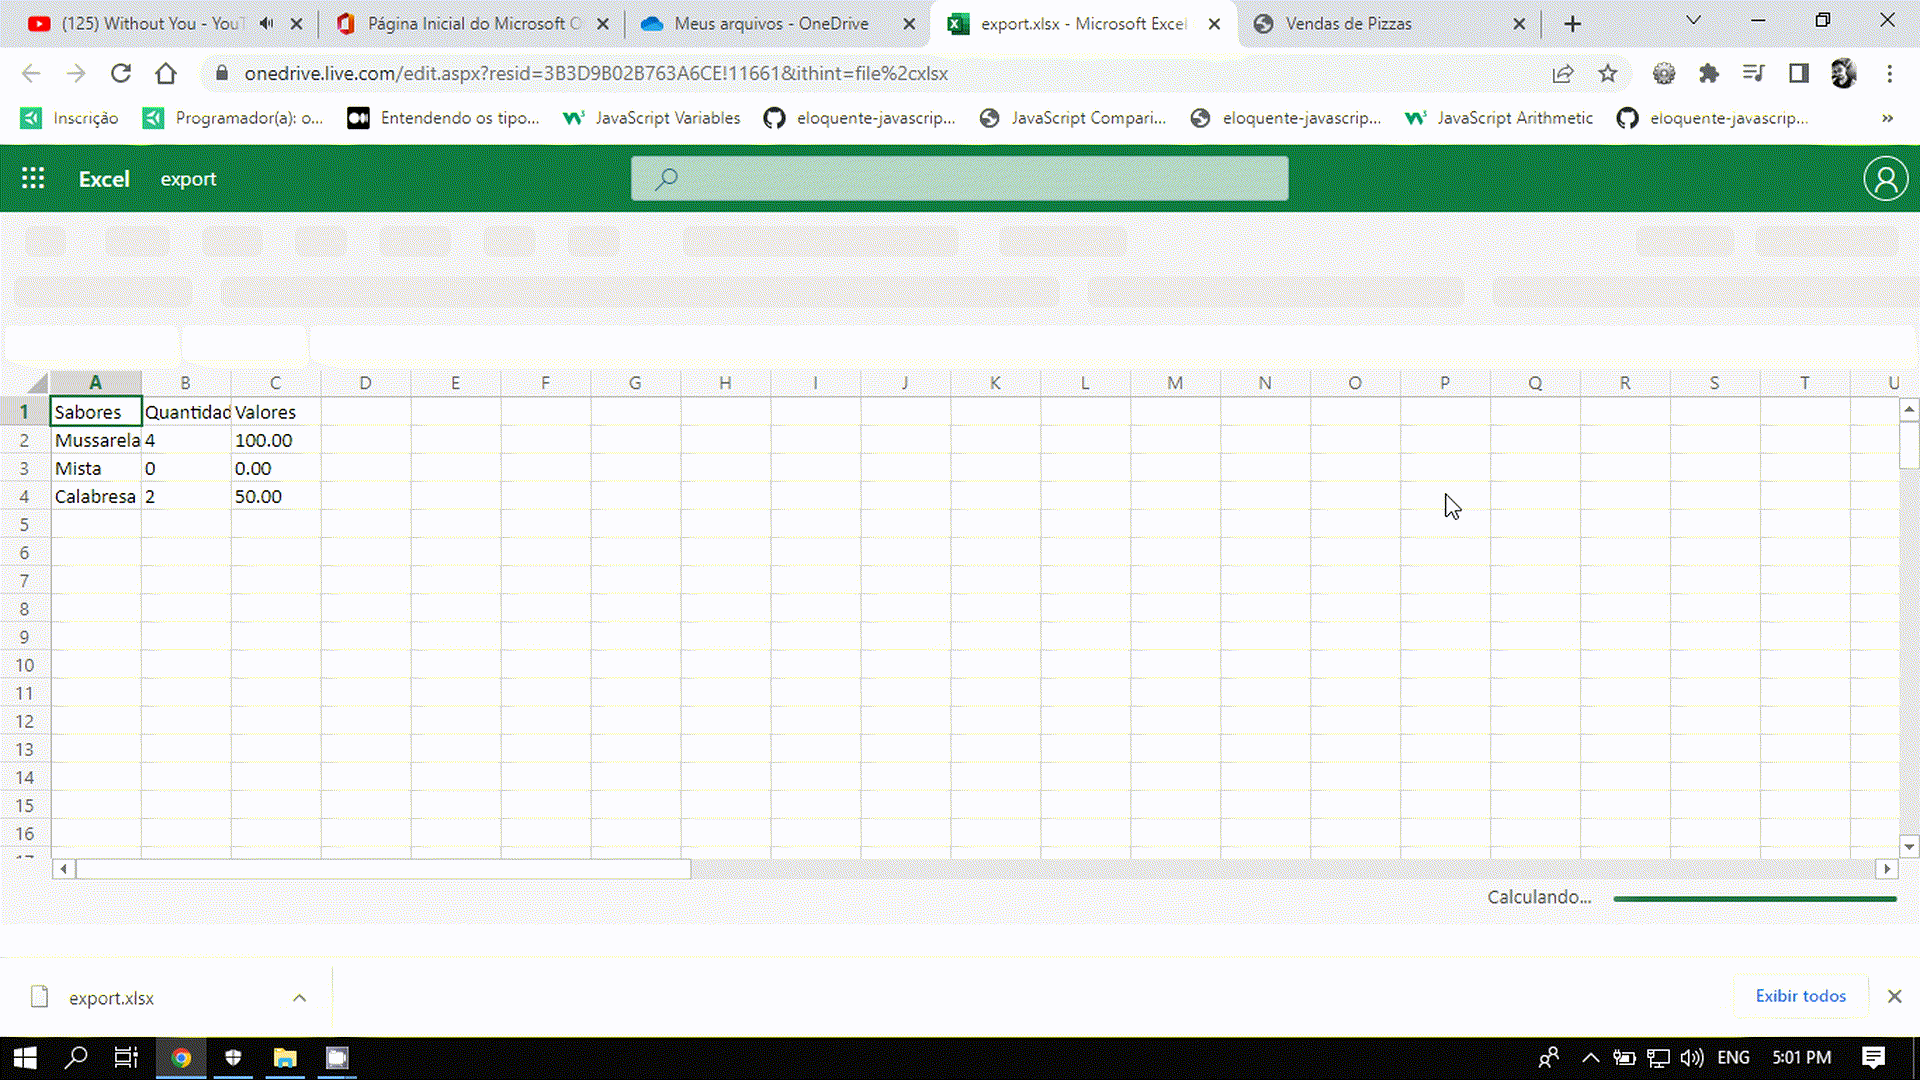 (125) Without You - YouT
Página Inicial do Microsoft O
Meus arquivos - OneDrive
export.xlsx - Microsoft Excel
Vendas de Pizzas
onedrive.live.com/edit.aspx?resid=3B3D9B02B763A6CE!11661&ithint=file%2cxlsx
Inscrição
Programador(a): o...
Entendendo os tipo...
JavaScript Variables
eloquente-javascrip...
JavaScript Compari...
eloquente-javascrip...
JavaScript Arithmetic
eloquente-javascrip...
»
Excel export
A B C D E F G H I J K L M N O P Q R S T U
1 Sabores Quantidad Valores
2 Mussarela 4 100.00
3 Mista 0 0.00
4 Calabresa 2 50.00
5
6
7
8
9
10
11
12
13
14
15
16
17
Calculando...
export.xlsx
Exibir todos
ENG 5:01 PM